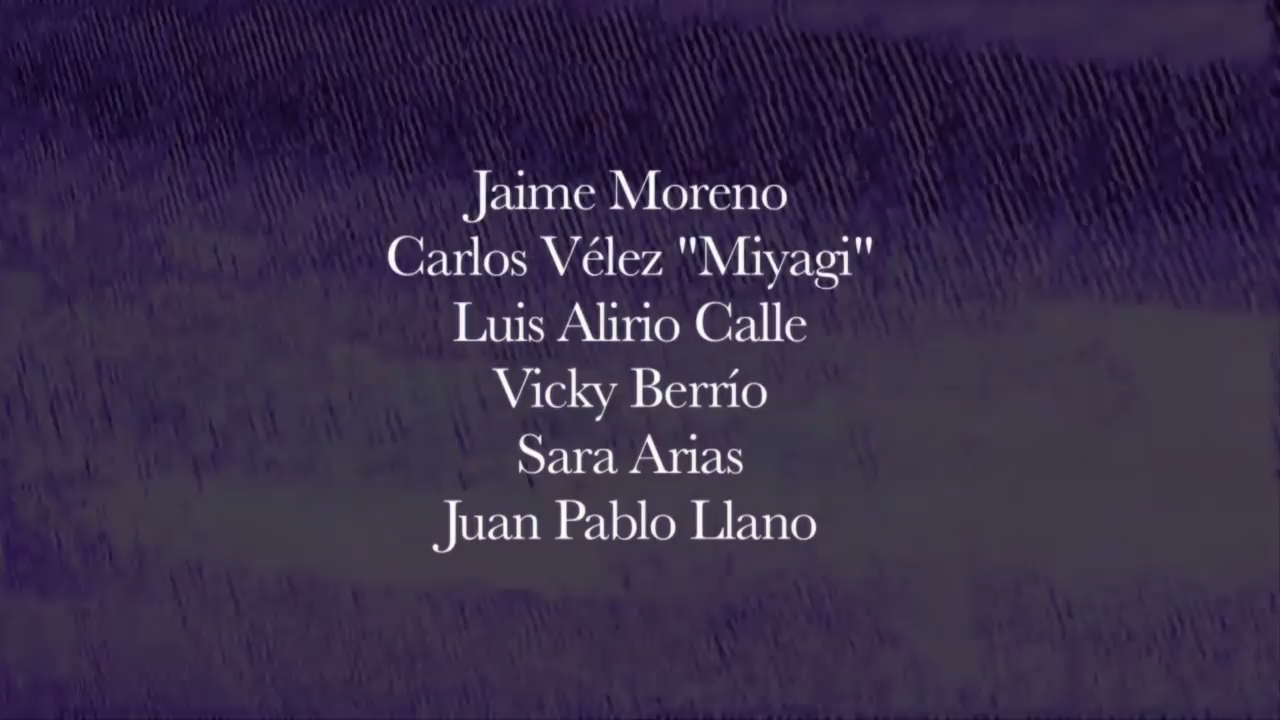 Jaime Moreno
Carlos Vélez "Miyagi"
Luis Alirio Calle
Vicky Berrío
Sara Arias
Juan Pablo Llano